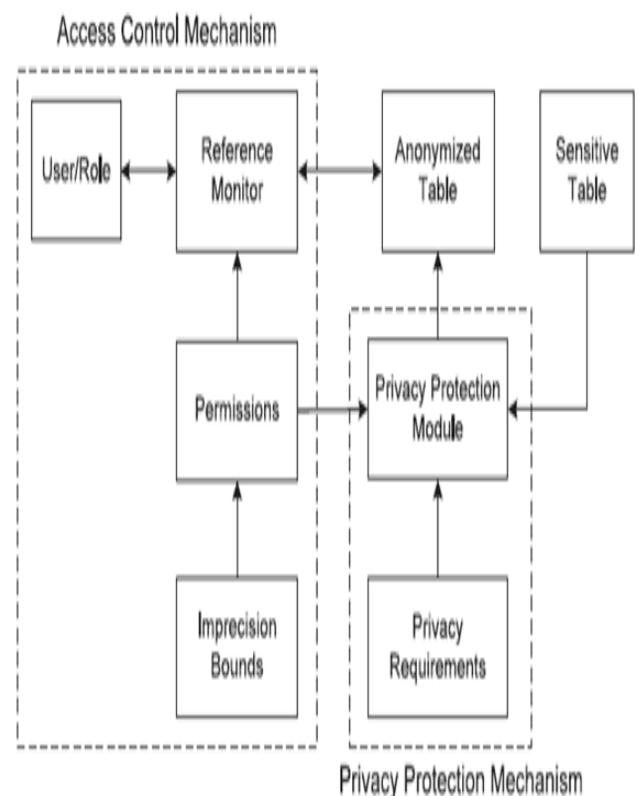 Access Control Mechanism
User/Role
Reference
Monitor
Anonymized
Table
Sensitive
Table
Permissions
Privacy Protection
Module
Imprecision
Bounds
Privacy
Requirements
Privacy Protection Mechanism